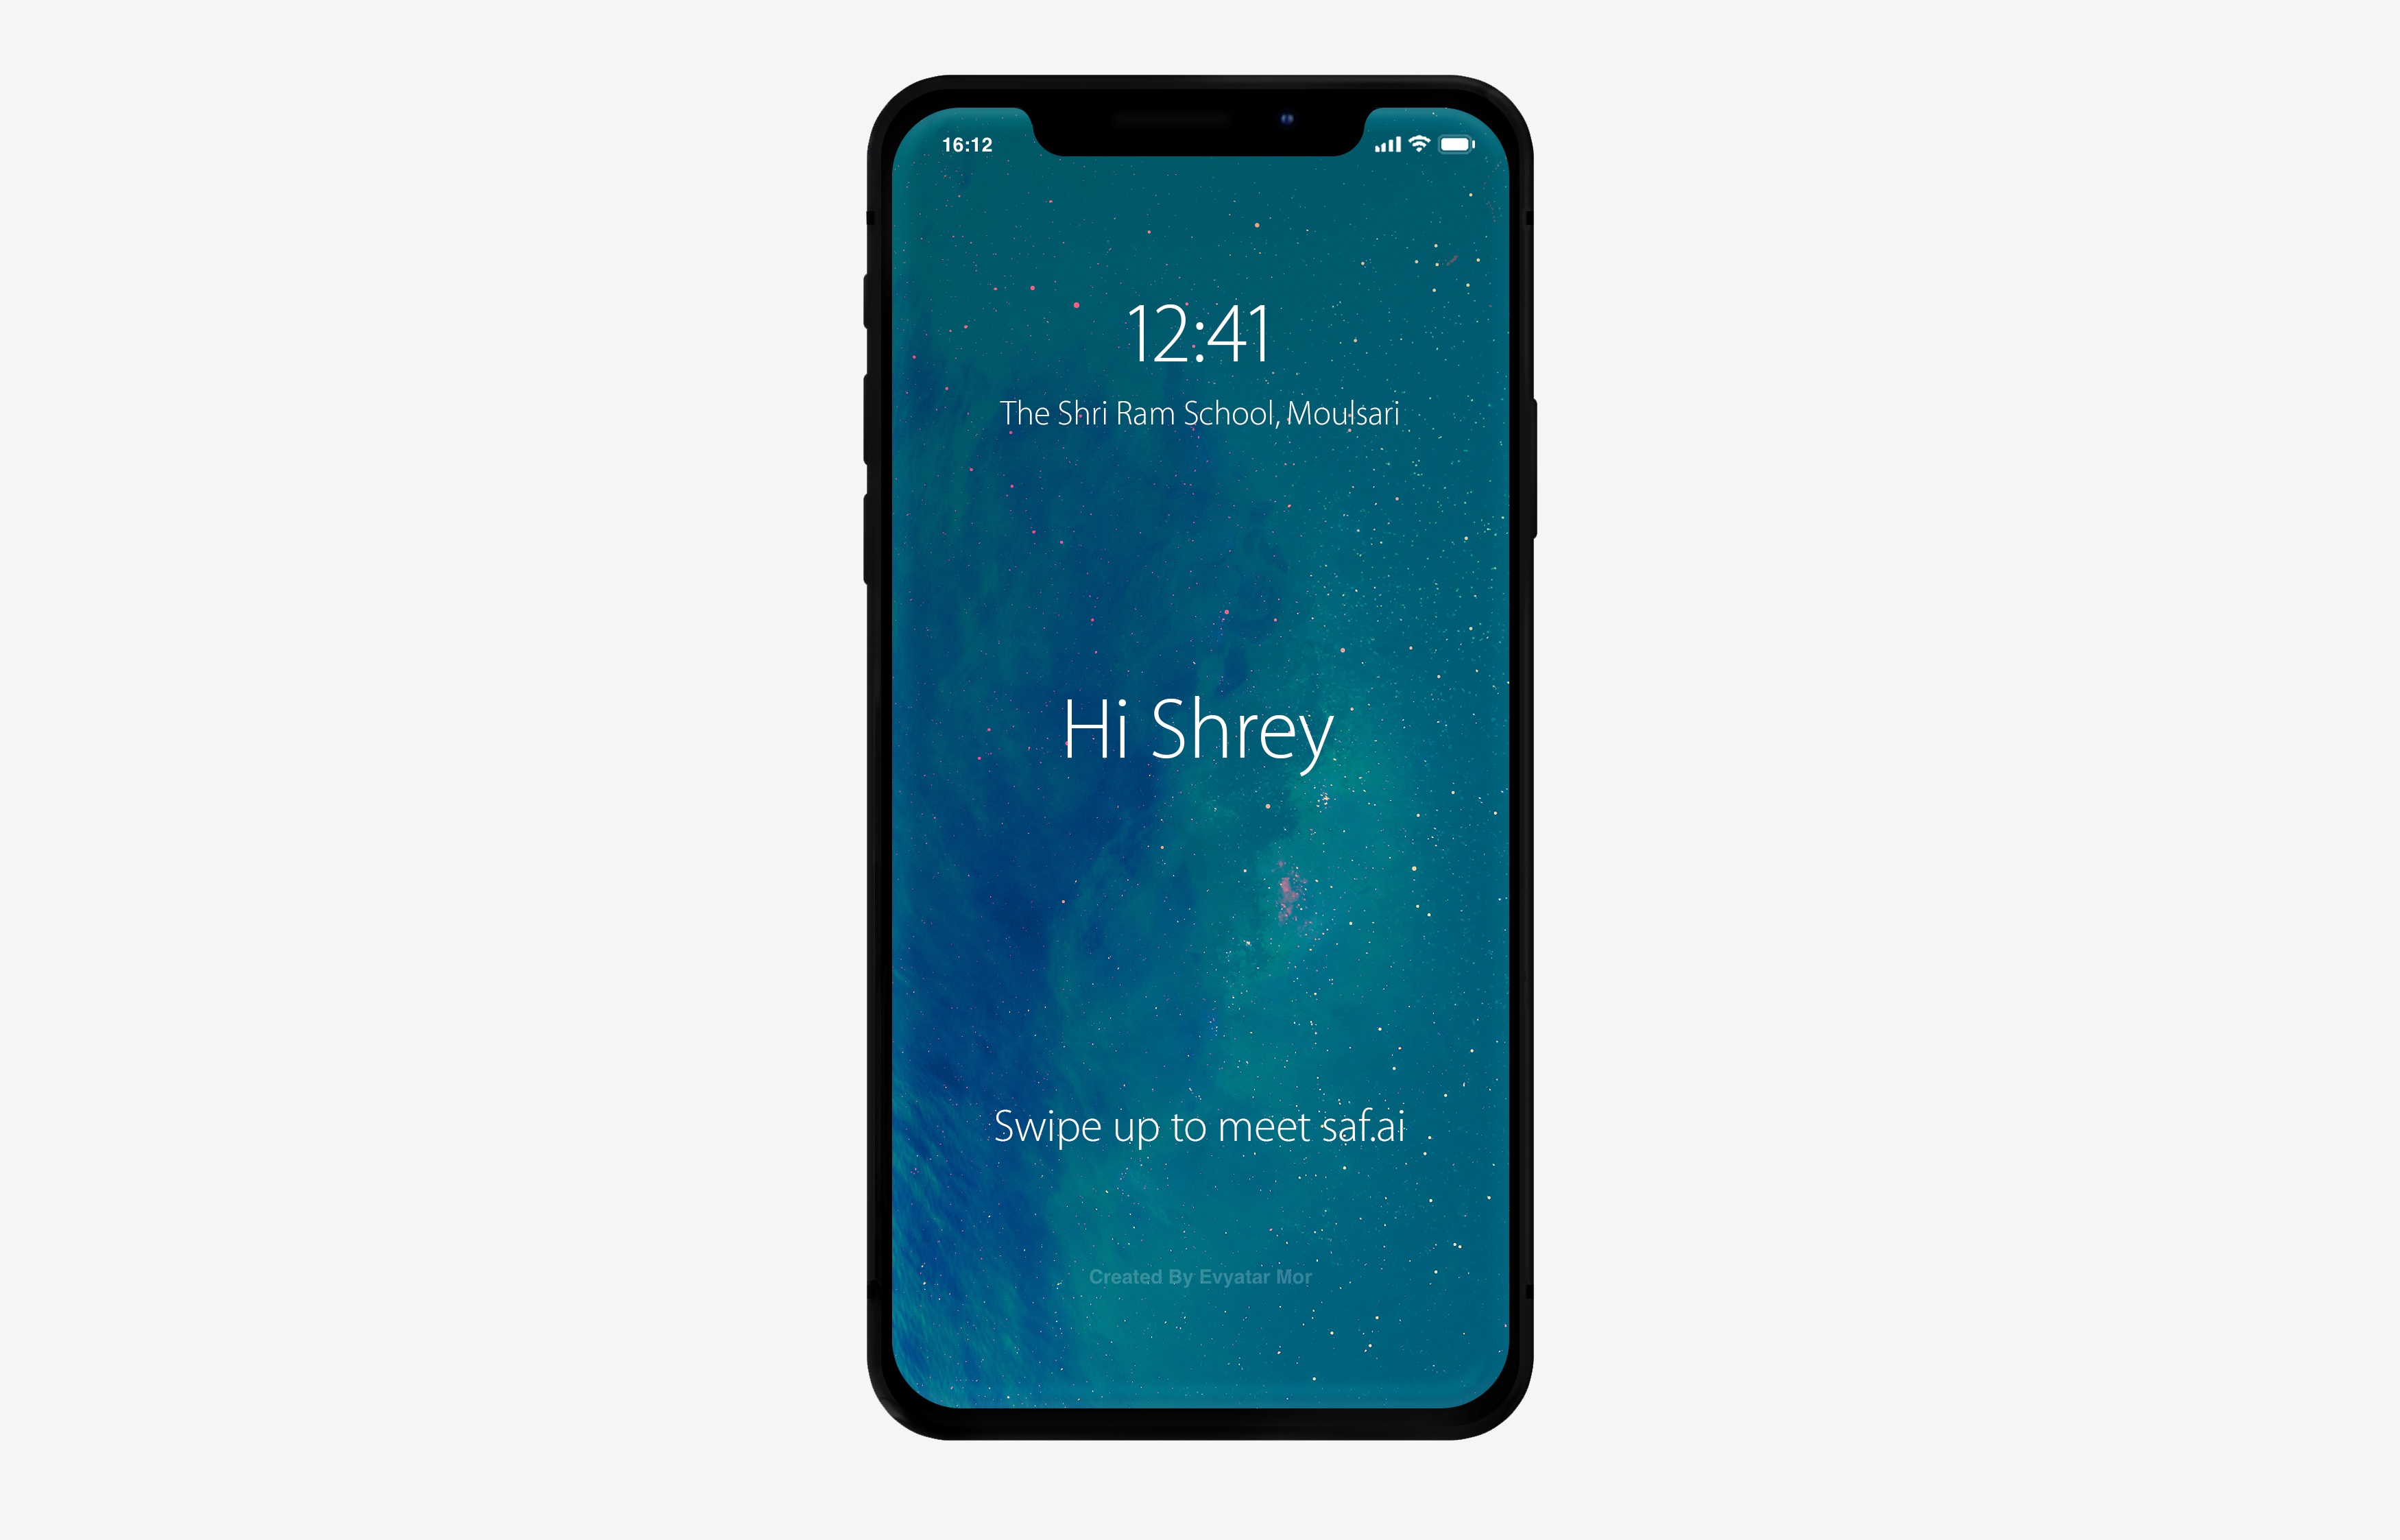 16:12
12:41
The Shri Ram School, Moulsari
Hi Shrey
Swipe up to meet saf.ai
Created By Evyatar Mor